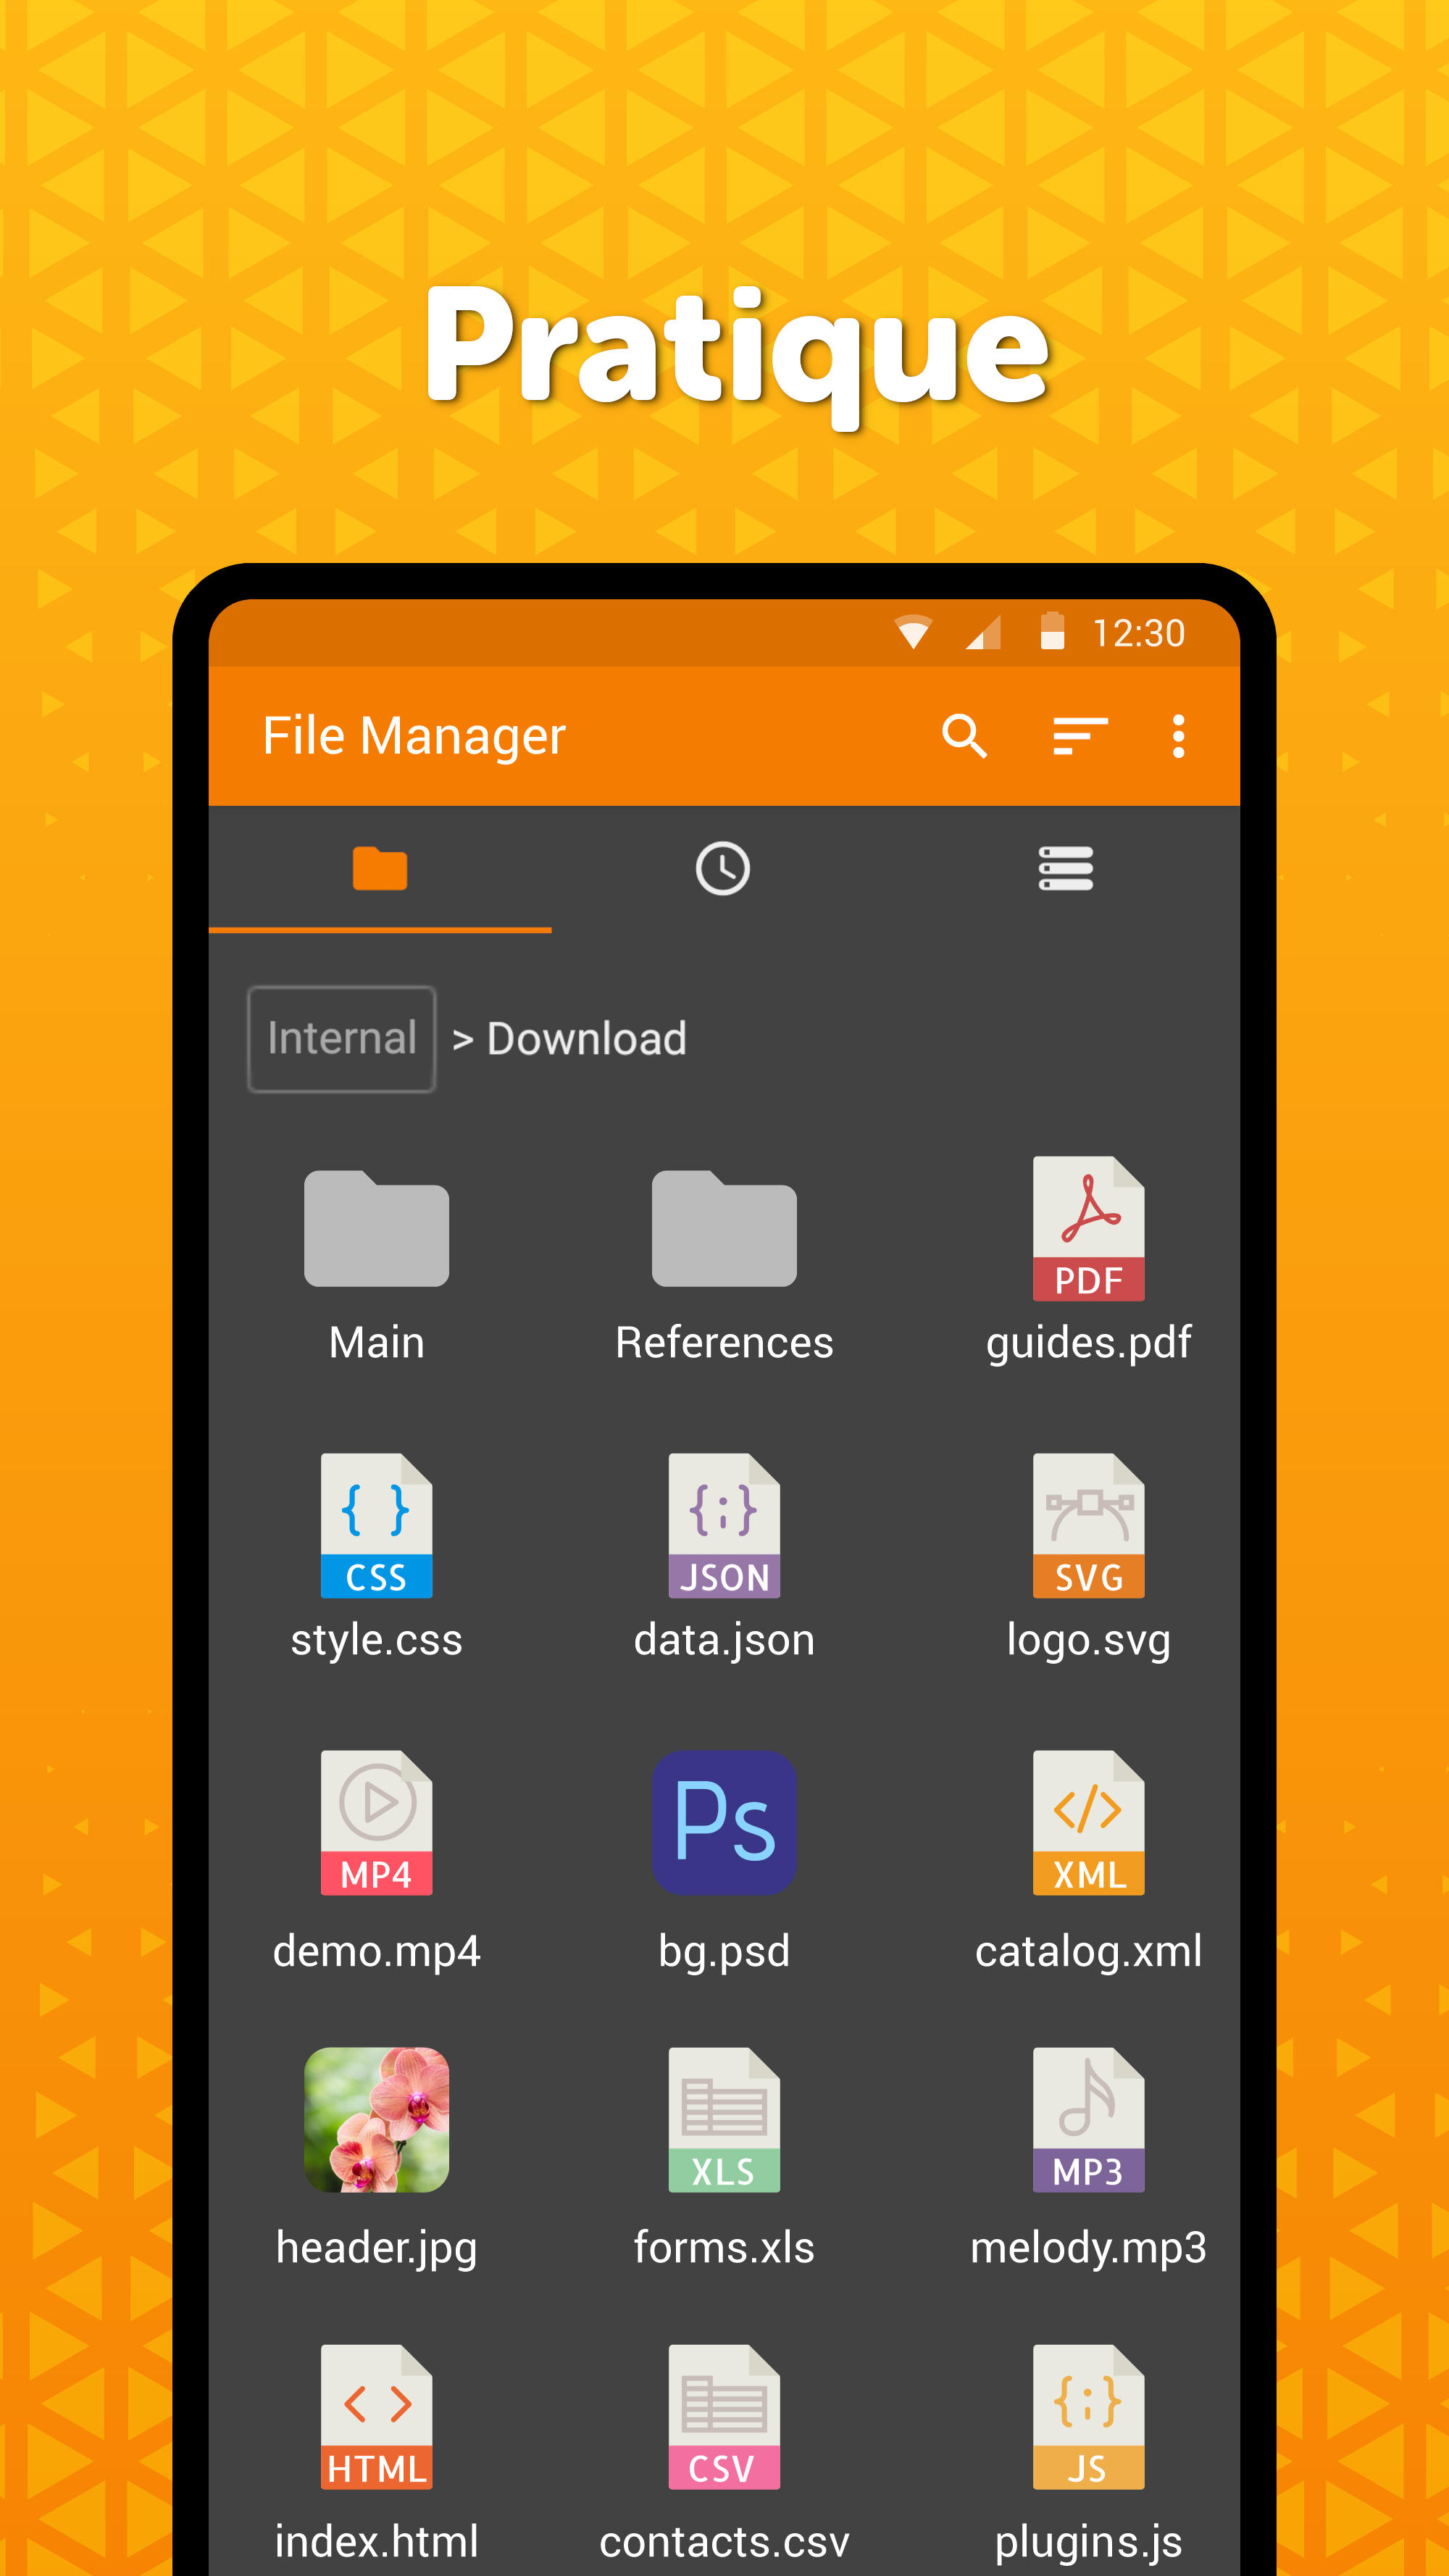 Pratique
12:30
File Manager
Internal > Download
PDF
Main References guides.pdf
CSS JSON SVG
style.css data.json logo.svg
MP4 Ps XML
demo.mp4 bg.psd catalog.xml
XLS MP3
header.jpg forms.xls melody.mp3
HTML CSV JS
index.html contacts.csv plugins.js